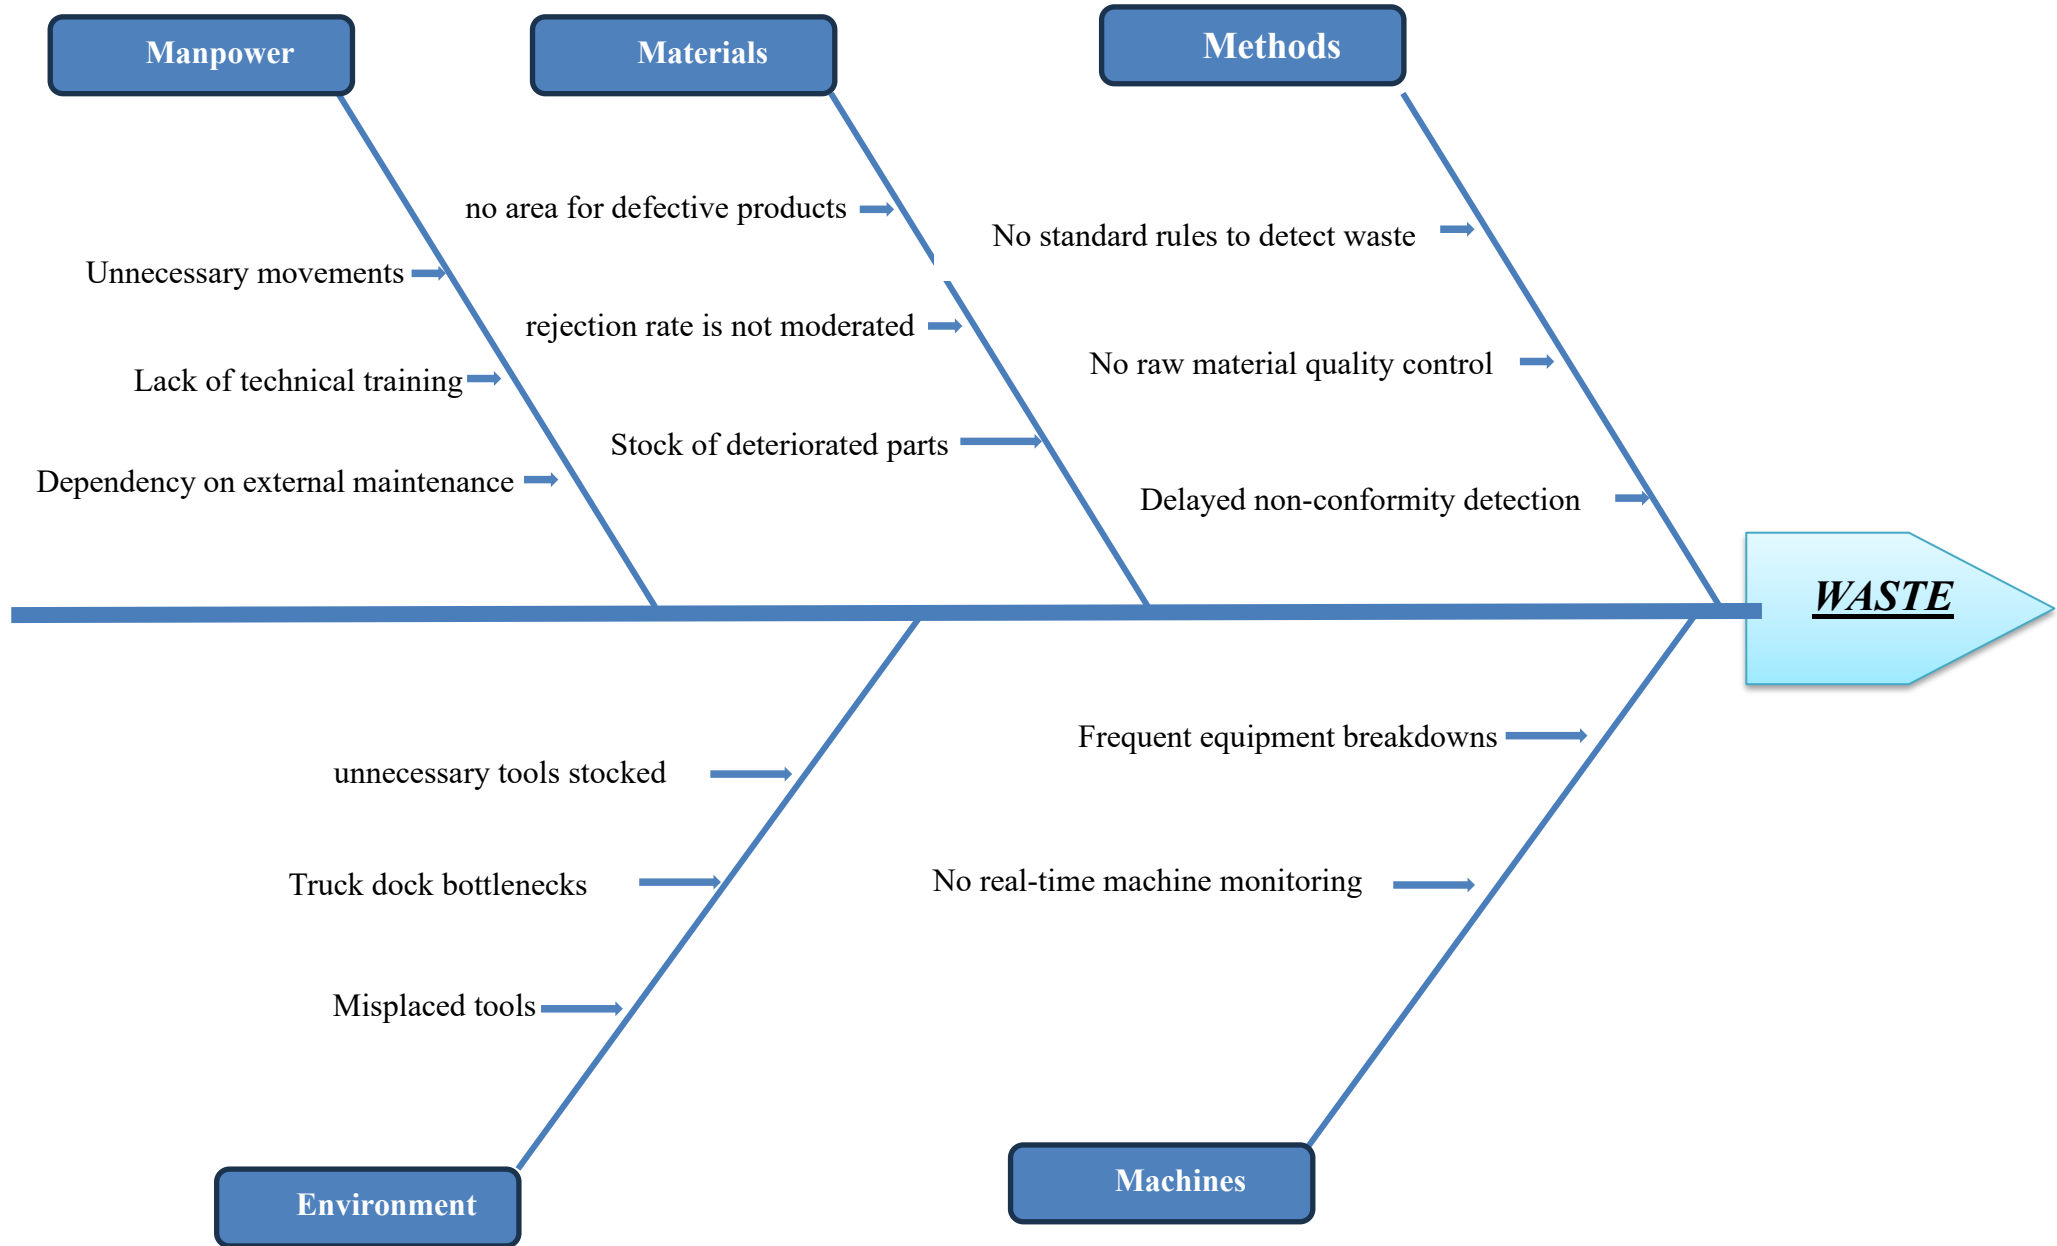 Manpower
Materials
Methods
no area for defective products
No standard rules to detect waste
Unnecessary movements
rejection rate is not moderated
No raw material quality control
Lack of technical training
Stock of deteriorated parts
Dependency on external maintenance
Delayed non-conformity detection
WASTE
Frequent equipment breakdowns
unnecessary tools stocked
Truck dock bottlenecks
No real-time machine monitoring
Misplaced tools
Machines
Environment